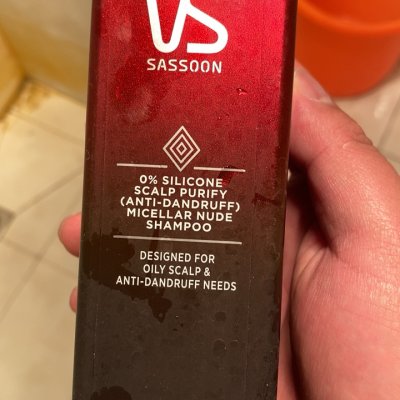 VS
SASSOON
0% SILICONE
SCALP PURIFY
(ANTI-DANDRUFF)
MICELLAR NUDE
SHAMPOO
DESIGNED FOR
OILY SCALP &
ANTI-DANDRUFF NEEDS